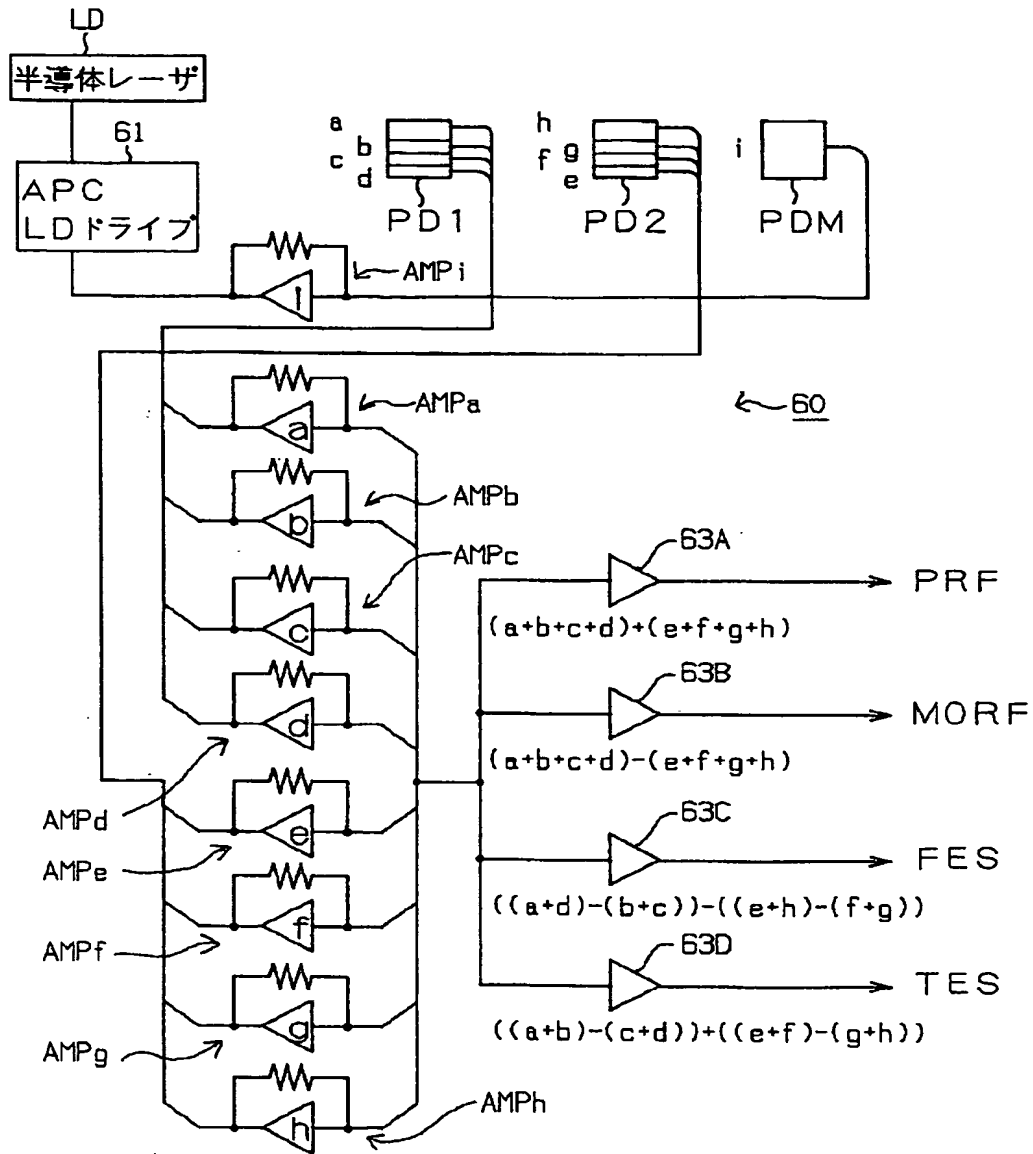 LD
半導体レーザ
61
APC
LDドライブ
a
b
c
d
PD1
h
g
f
e
PD2
i
PDM
i
AMPi
60
a
AMPa
b
AMPb
c
AMPc
d
AMPd
e
AMPe
f
AMPf
g
AMPg
h
AMPh
63A
PRF
(a+b+c+d)+(e+f+g+h)
63B
MORF
(a+b+c+d)-(e+f+g+h)
63C
FES
((a+d)-(b+c))-((e+h)-(f+g))
63D
TES
((a+b)-(c+d))+((e+f)-(g+h))